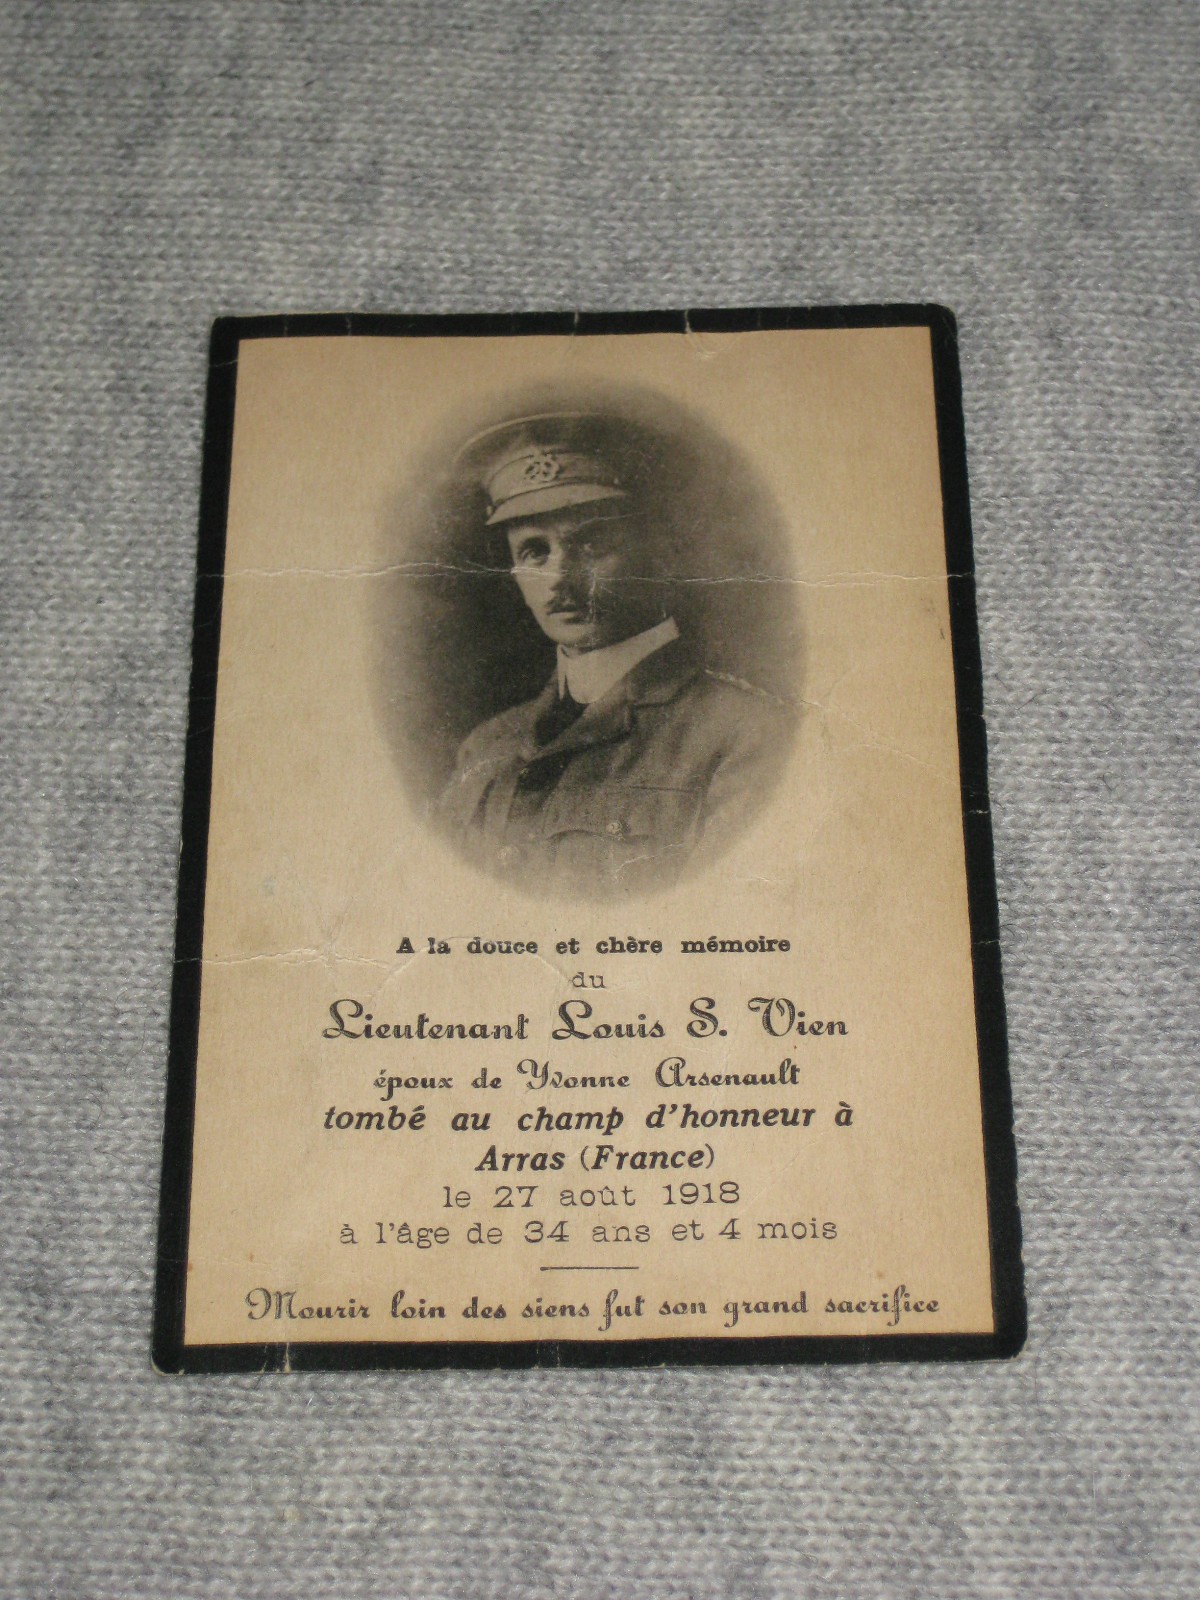 A la douce et chère mémoire
du
Lieutenant Louis S. Vien
époux de Yvonne Arsenault
tombé au champ d'honneur à
Arras (France)
le 27 août 1918
à l'âge de 34 ans et 4 mois
Mourir loin des siens fut son grand sacrifice